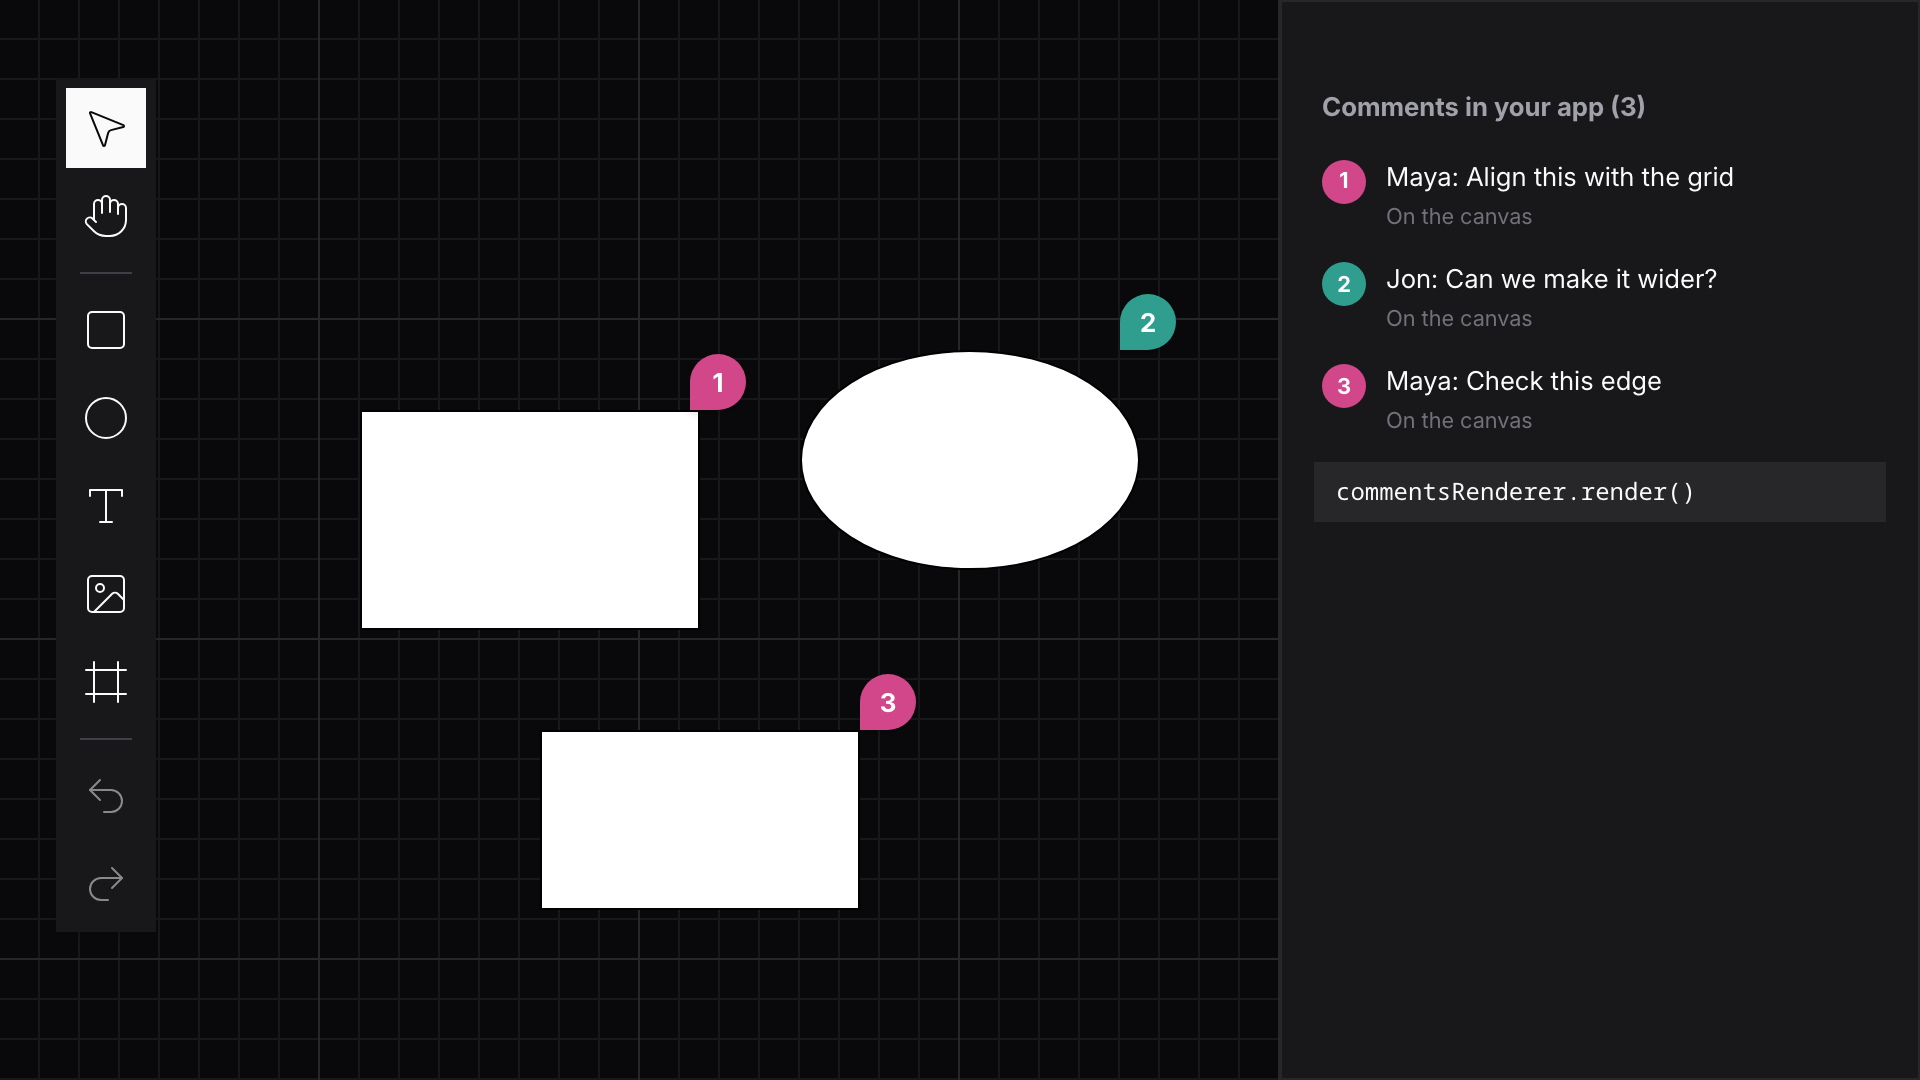 Comments in your app (3)
1
Maya: Align this with the grid
On the canvas
2
Jon: Can we make it wider?
On the canvas
3
Maya: Check this edge
On the canvas
commentsRenderer.render()
2
1
3